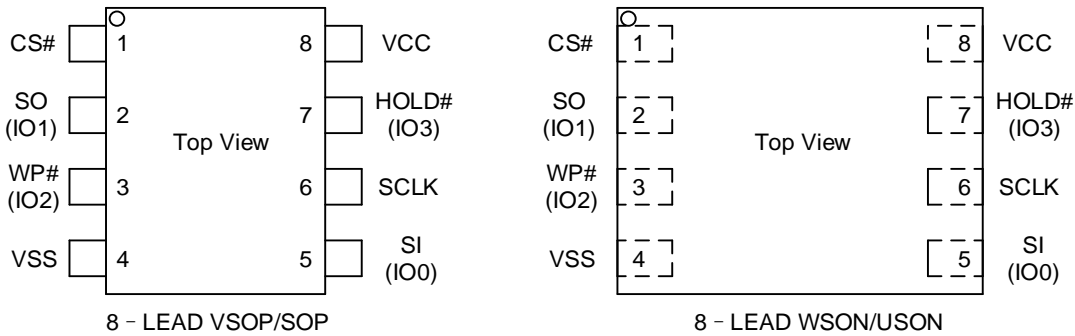 CS# 1 8 VCC
SO (IO1) 2 7 HOLD# (IO3)
Top View
WP# (IO2) 3 6 SCLK
VSS 4 5 SI (IO0)
8 - LEAD VSOP/SOP
CS# 1 8 VCC
SO (IO1) 2 7 HOLD# (IO3)
Top View
WP# (IO2) 3 6 SCLK
VSS 4 5 SI (IO0)
8 - LEAD WSON/USON